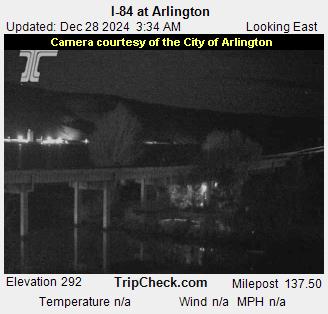 I-84 at Arlington
Updated: Dec 28 2024 3:34 AM Looking East
Camera courtesy of the City of Arlington
Elevation 292 TripCheck.com Milepost 137.50
Temperature n/a Wind n/a MPH n/a